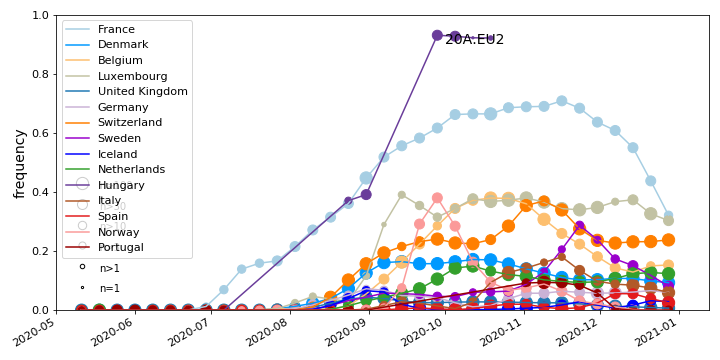 20A.EU2
France
Denmark
Belgium
Luxembourg
United Kingdom
Germany
Switzerland
Sweden
Iceland
Netherlands
Hungary
Italy
Spain
Norway
Portugal
n>1
n=1
frequency
1.0
0.8
0.6
0.4
0.2
0.0
2020-05
2020-06
2020-07
2020-08
2020-09
2020-10
2020-11
2020-12
2021-01